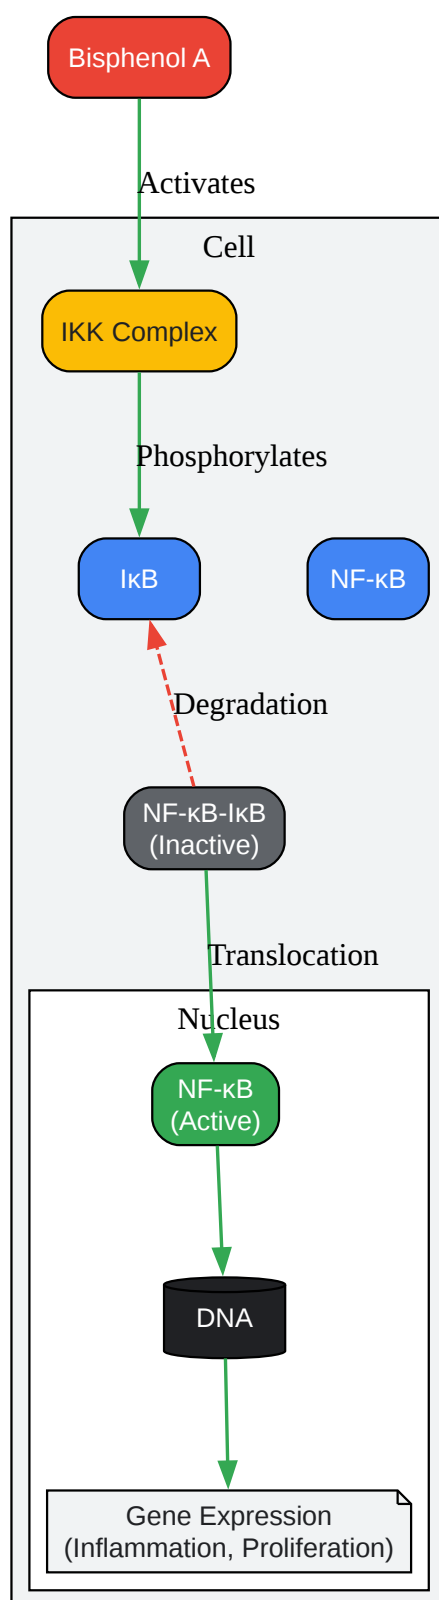 Bisphenol A
Activates
Cell
IKK Complex
Phosphorylates
IκB
NF-κB
Degradation
NF-κB-IκB
(Inactive)
Translocation
Nucleus
NF-κB
(Active)
DNA
Gene Expression
(Inflammation, Proliferation)